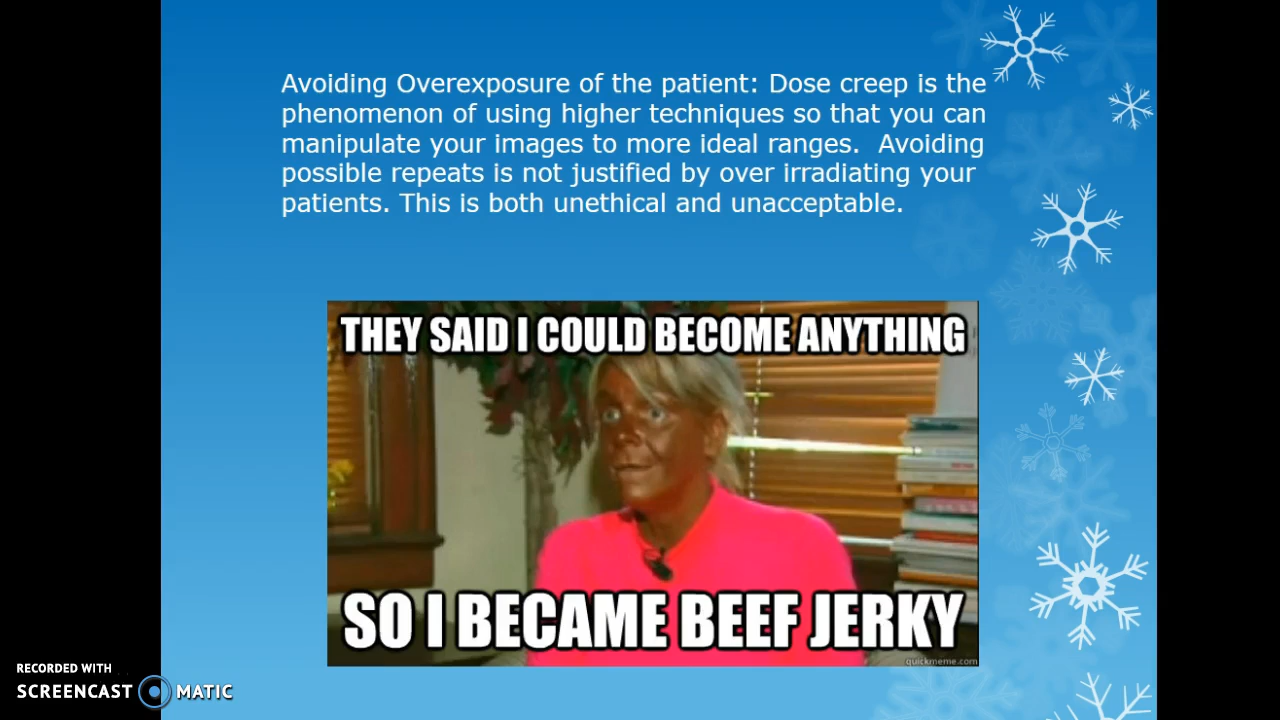 Avoiding Overexposure of the patient: Dose creep is the
phenomenon of using higher techniques so that you can
manipulate your images to more ideal ranges.  Avoiding
possible repeats is not justified by over irradiating your
patients. This is both unethical and unacceptable.
THEY SAID I COULD BECOME ANYTHING
SO I BECAME BEEF JERKY
quickmeme.com
RECORDED WITH
SCREENCAST MATIC